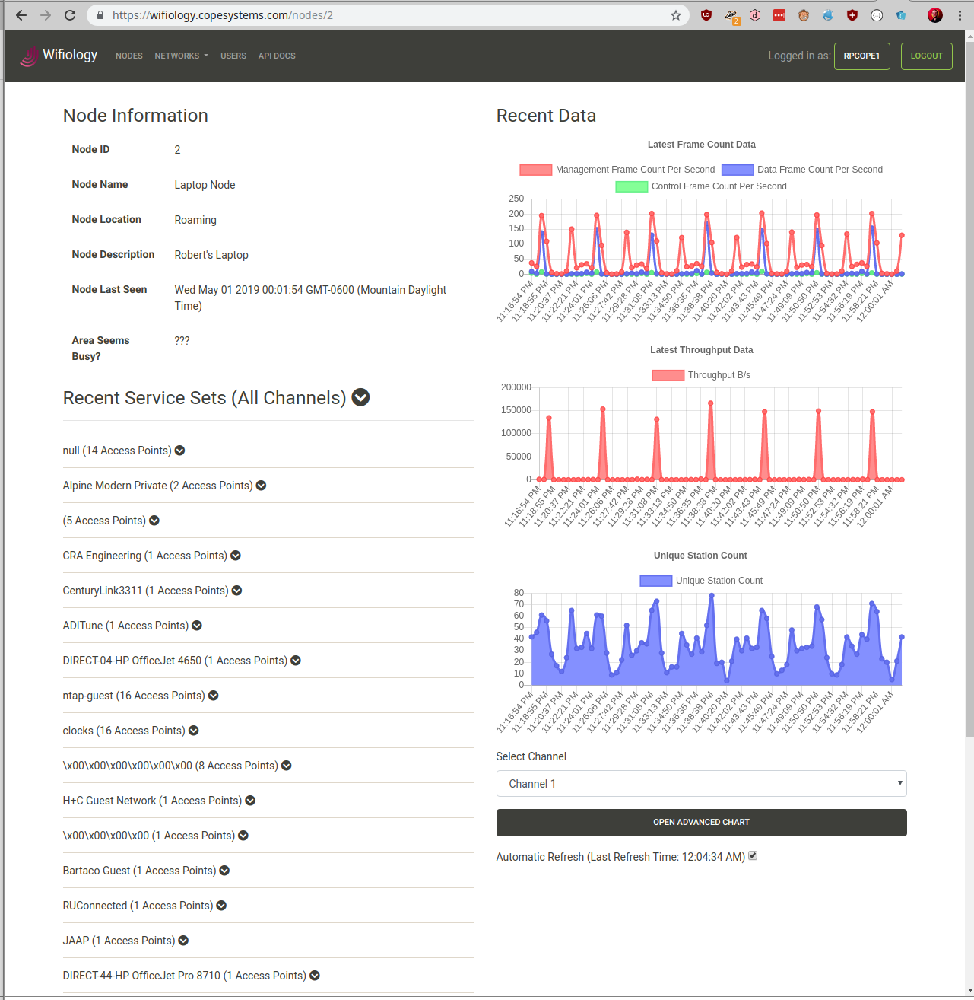 https://wifiology.copesystems.com/nodes/2
UD
2
d
Wifiology NODES NETWORKS USERS API DOCS Logged in as: RPCOPE1 LOGOUT
Node Information
Node ID 2
Node Name Laptop Node
Node Location Roaming
Node Description Robert's Laptop
Node Last Seen Wed May 01 2019 00:01:54 GMT-0600 (Mountain Daylight
Time)
Area Seems ???
Busy?
Recent Service Sets (All Channels)
null (14 Access Points)
Alpine Modern Private (2 Access Points)
(5 Access Points)
CRA Engineering (1 Access Points)
CenturyLink3311 (1 Access Points)
ADITune (1 Access Points)
DIRECT-04-HP OfficeJet 4650 (1 Access Points)
ntap-guest (16 Access Points)
clocks (16 Access Points)
\x00\x00\x00\x00\x00\x00 (8 Access Points)
H+C Guest Network (1 Access Points)
\x00\x00\x00\x00 (1 Access Points)
Bartaco Guest (1 Access Points)
RUConnected (1 Access Points)
JAAP (1 Access Points)
DIRECT-44-HP OfficeJet Pro 8710 (1 Access Points)
Recent Data
Latest Frame Count Data
Management Frame Count Per Second Data Frame Count Per Second
Control Frame Count Per Second
250
200
150
100
50
0
11:16:54 PM 11:18:55 PM 11:20:37 PM 11:22:21 PM 11:24:01 PM 11:26:06 PM 11:27:42 PM 11:29:28 PM 11:31:08 PM 11:33:13 PM 11:34:50 PM 11:36:35 PM 11:38:38 PM 11:40:20 PM 11:42:02 PM 11:43:43 PM 11:45:49 PM 11:47:24 PM 11:49:09 PM 11:50:50 PM 11:52:53 PM 11:54:32 PM 11:56:19 PM 11:58:21 PM 12:00:01 AM
Latest Throughput Data
Throughput B/s
200000
150000
100000
50000
0
11:16:54 PM 11:18:55 PM 11:20:37 PM 11:22:21 PM 11:24:01 PM 11:26:06 PM 11:27:42 PM 11:29:28 PM 11:31:08 PM 11:33:13 PM 11:34:50 PM 11:36:35 PM 11:38:38 PM 11:40:20 PM 11:42:02 PM 11:43:43 PM 11:45:49 PM 11:47:24 PM 11:49:09 PM 11:50:50 PM 11:52:53 PM 11:54:32 PM 11:56:19 PM 11:58:21 PM 12:00:01 AM
Unique Station Count
Unique Station Count
80
70
60
50
40
30
20
10
0
11:16:54 PM 11:18:55 PM 11:20:37 PM 11:22:21 PM 11:24:01 PM 11:26:06 PM 11:27:42 PM 11:29:28 PM 11:31:08 PM 11:33:13 PM 11:34:50 PM 11:36:35 PM 11:38:38 PM 11:40:20 PM 11:42:02 PM 11:43:43 PM 11:45:49 PM 11:47:24 PM 11:49:09 PM 11:50:50 PM 11:52:53 PM 11:54:32 PM 11:56:19 PM 11:58:21 PM 12:00:01 AM
Select Channel
Channel 1
OPEN ADVANCED CHART
Automatic Refresh (Last Refresh Time: 12:04:34 AM)